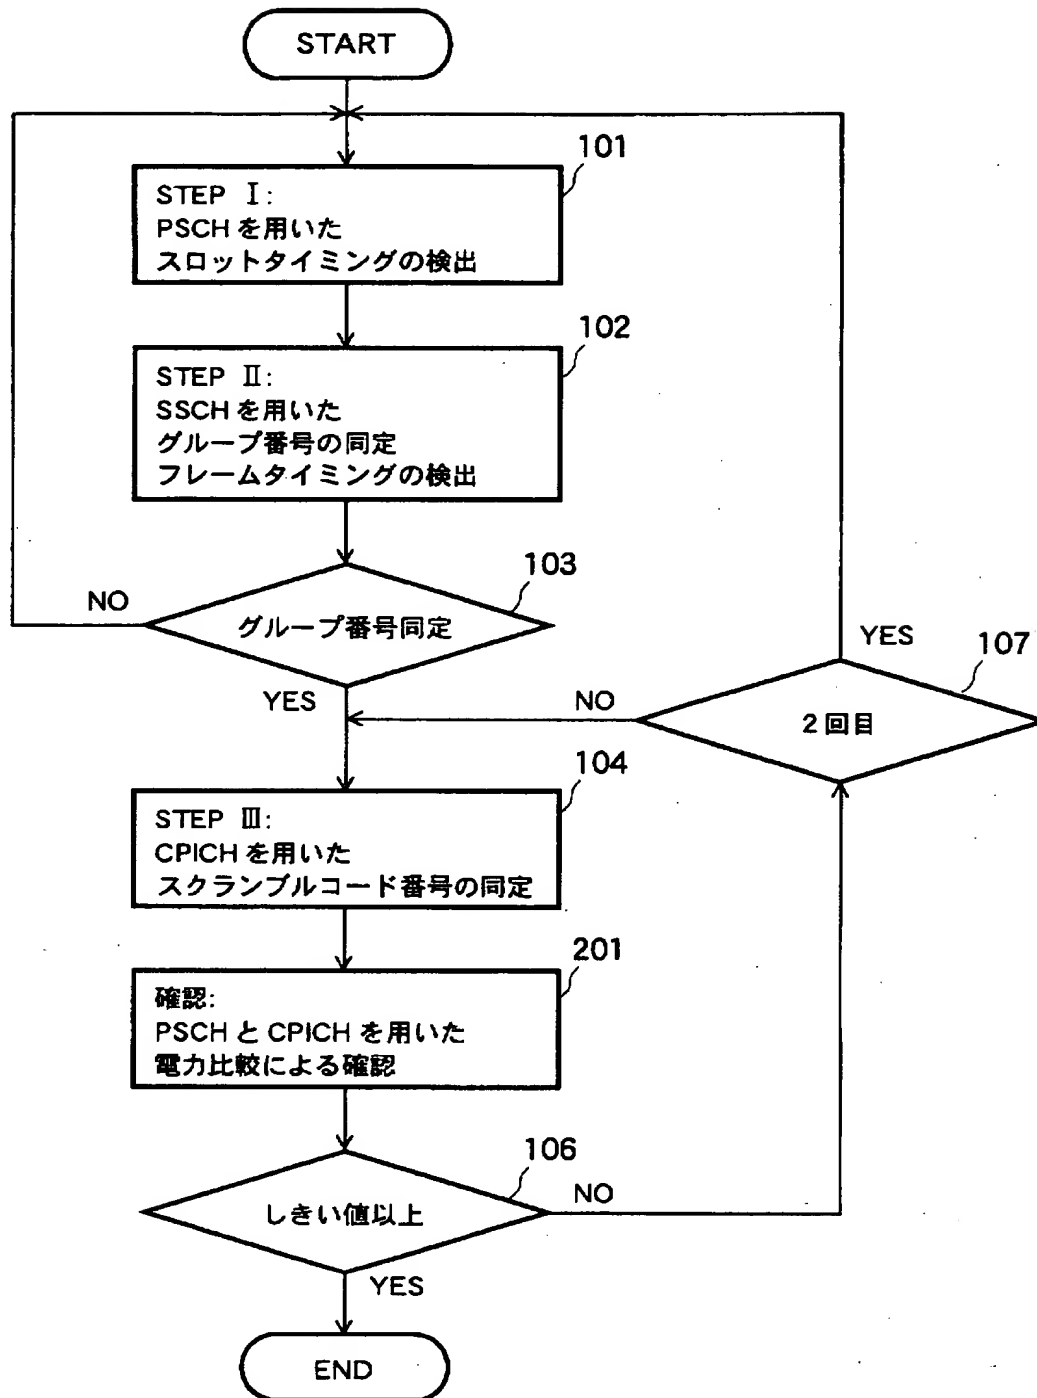 START
101
STEP Ⅰ:
PSCH を用いた
スロットタイミングの検出
102
STEP Ⅱ:
SSCH を用いた
グループ番号の同定
フレームタイミングの検出
103
NO
グループ番号同定
YES
YES
107
NO
2回目
104
STEP Ⅲ:
CPICH を用いた
スクランブルコード番号の同定
201
確認:
PSCH と CPICH を用いた
電力比較による確認
106
しきい値以上
NO
YES
END